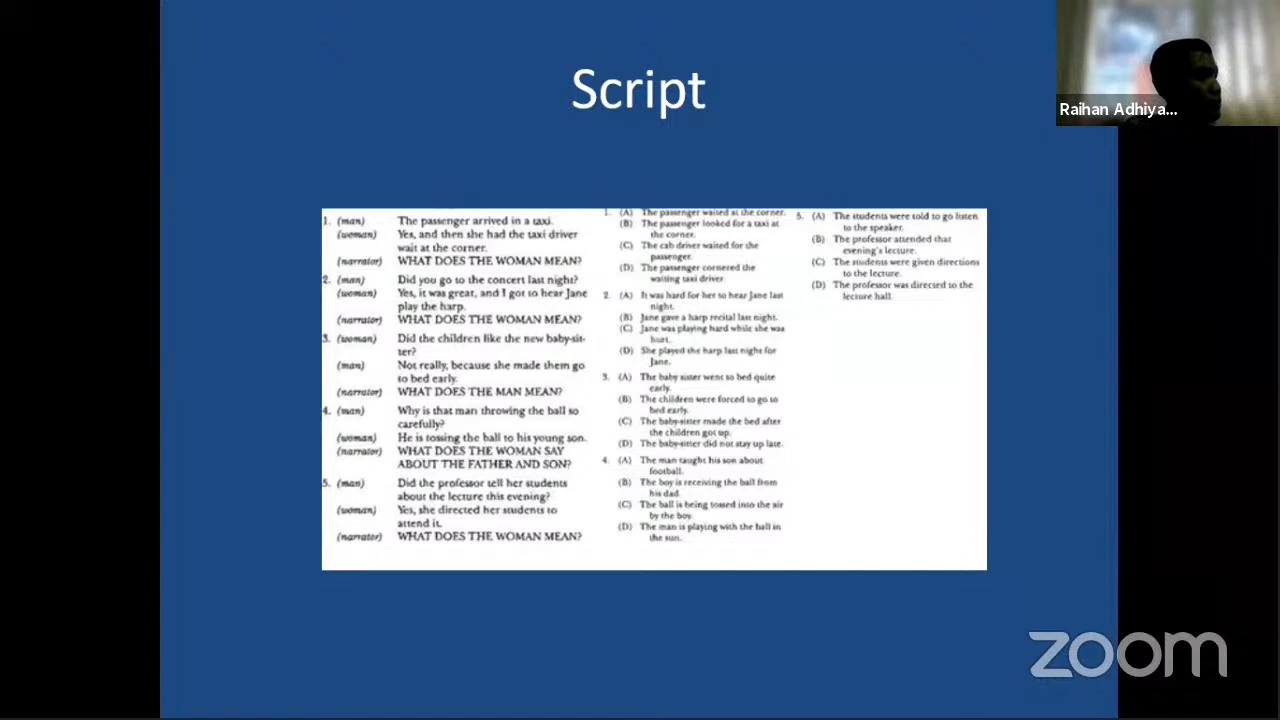 Script
Raihan Adhiya...
1. (man) The passenger arrived in a taxi.
(woman) Yes, and then she had the taxi driver
wait at the corner.
(narrator) WHAT DOES THE WOMAN MEAN?
2. (man) Did you go to the concert last night?
(woman) Yes, it was great, and I got to hear Jane
play the harp.
(narrator) WHAT DOES THE WOMAN MEAN?
3. (woman) Did the children like the new baby-sit-
ter?
(man) Not really, because she made them go
to bed early.
(narrator) WHAT DOES THE MAN MEAN?
4. (man) Why is that man throwing the ball so
carefully?
(woman) He is tossing the ball to his young son.
(narrator) WHAT DOES THE WOMAN SAY
ABOUT THE FATHER AND SON?
5. (man) Did the professor tell her students
about the lecture this evening?
(woman) Yes, she directed her students to
attend it.
(narrator) WHAT DOES THE WOMAN MEAN?
1. (A) The passenger waited at the corner.
(B) The passenger looked for a taxi at
the corner.
(C) The cab driver waited for the
passenger.
(D) The passenger cornered the
waiting taxi driver.
2. (A) It was hard for her to hear Jane last
night.
(B) Jane gave a harp recital last night.
(C) Jane was playing hard while she was
hurt.
(D) She played the harp last night for
Jane.
3. (A) The baby sitter went to bed quite
early.
(B) The children were forced to go to
bed early.
(C) The baby-sitter made the bed after
the children got up.
(D) The baby-sitter did not stay up late.
4. (A) The man taught his son about
football.
(B) The boy is receiving the ball from
his dad.
(C) The ball is being tossed into the air
by the boy.
(D) The man is playing with the ball in
the sun.
5. (A) The students were told to go listen
to the speaker.
(B) The professor attended that
evening's lecture.
(C) The students were given directions
to the lecture.
(D) The professor was directed to the
lecture hall.
zoom